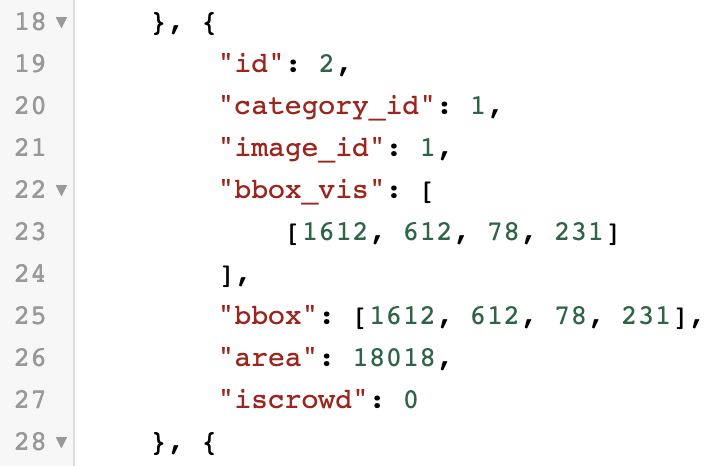 18 ▼ }, {
19 "id": 2,
20 "category_id": 1,
21 "image_id": 1,
22 ▼ "bbox_vis": [
23 [1612, 612, 78, 231]
24 ],
25 "bbox": [1612, 612, 78, 231],
26 "area": 18018,
27 "iscrowd": 0
28 ▼ }, {